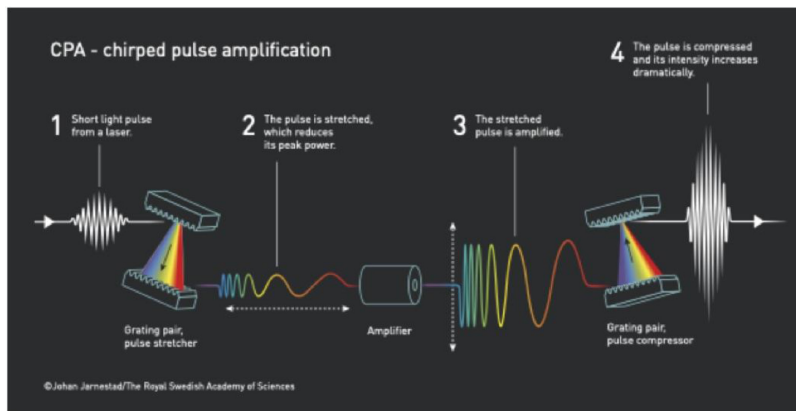 CPA - chirped pulse amplification
1
Short light pulse
from a laser.
2
The pulse is stretched,
which reduces
its peak power.
3
The stretched
pulse is amplified.
4
The pulse is compressed
and its intensity increases
dramatically.
Grating pair,
pulse stretcher
Amplifier
Grating pair,
pulse compressor
©Johan Jarnestad/The Royal Swedish Academy of Sciences